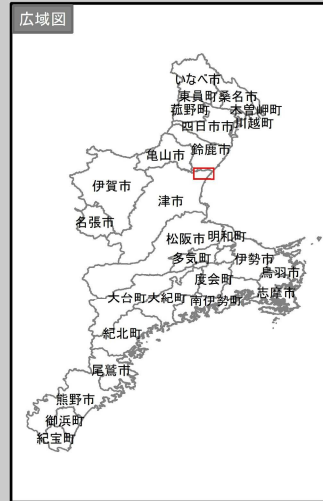 広域図
いなべ市
東員町 桑名市
菰野町 木曽岬町
川越町
四日市市
鈴鹿市
亀山市
伊賀市
津市
名張市
松阪市 明和町
多気町 伊勢市
鳥羽市
度会町
志摩市
大台町 大紀町 南伊勢町
紀北町
尾鷲市
熊野市
御浜町
紀宝町